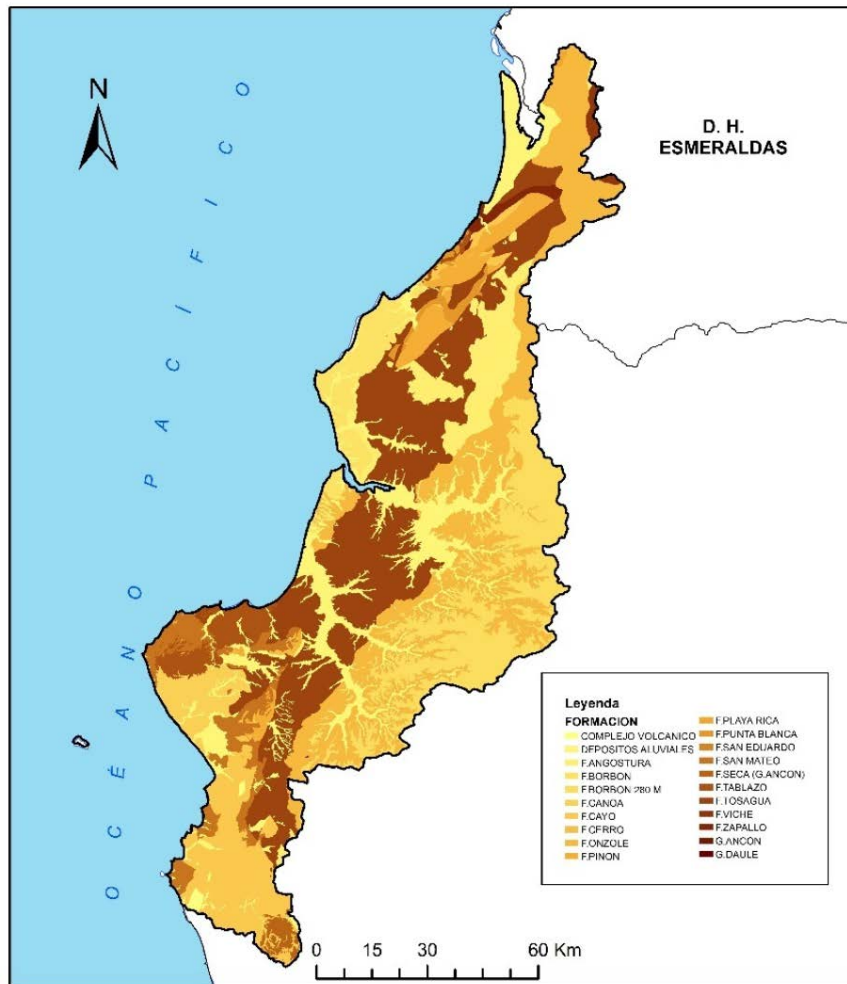 N
OCÉANO PACIFICO
D. H.
ESMERALDAS
Leyenda
FORMACION
COMPLEJO VOLCANICO
DEPOSITOS ALUVIALES
F.ANGOSTURA
F.BORBON
F.BORBON 280 M
F.CANOA
F.CAYO
F.CERRO
F.ONZOLE
F.PINON
F.PLAYA RICA
F.PUNTA BLANCA
F.SAN EDUARDO
F.SAN MATEO
F.SECA (G.ANCON)
F.TABLAZO
F.TOSAGUA
F.VICHE
F.ZAPALLO
G.ANCON
G.DAULE
0 15 30 60 Km